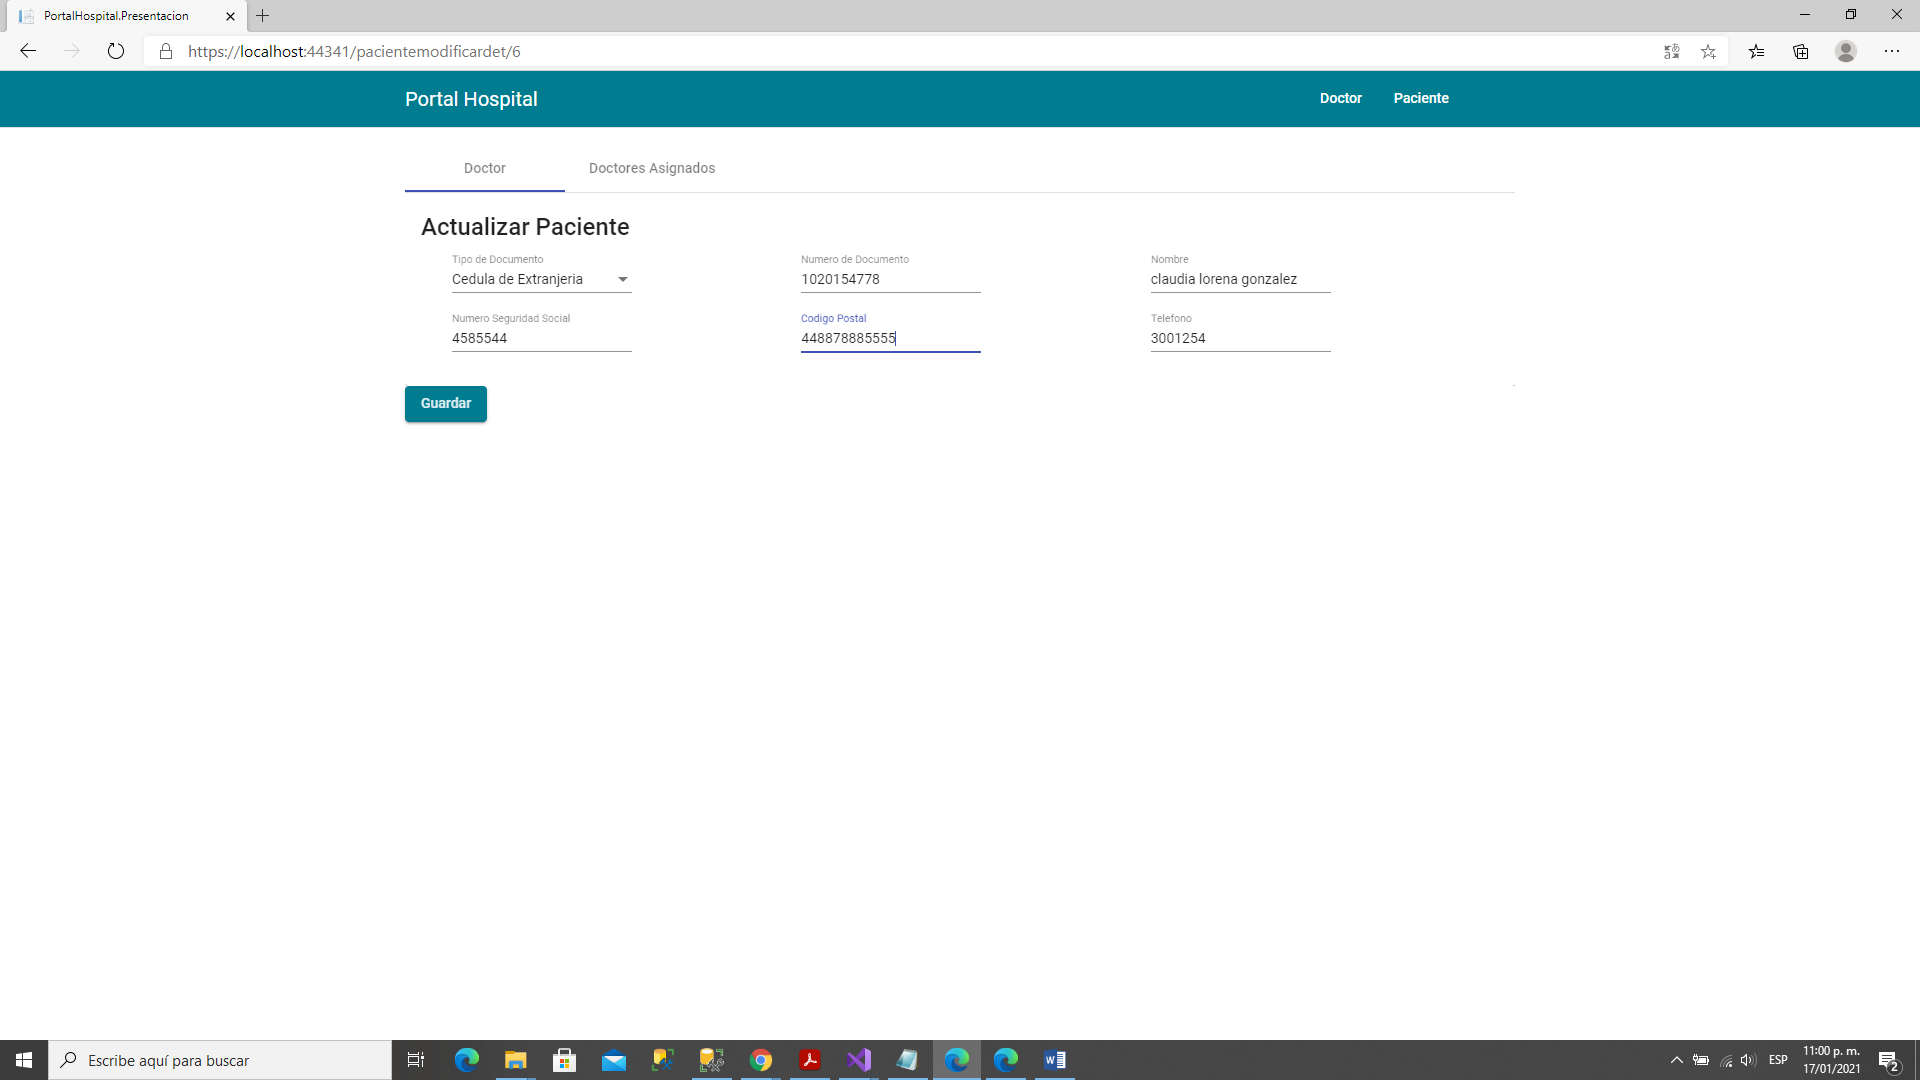 PortalHospital.Presentacion
https://localhost:44341/pacientemodificardet/6
Portal Hospital Doctor Paciente
Doctor Doctores Asignados
Actualizar Paciente
Tipo de Documento Numero de Documento Nombre
Cedula de Extranjeria 1020154778 claudia lorena gonzalez
Numero Seguridad Social Codigo Postal Telefono
4585544 448878885555 3001254
Guardar
Escribe aquí para buscar
ESP
11:00 p. m.
17/01/2021
2